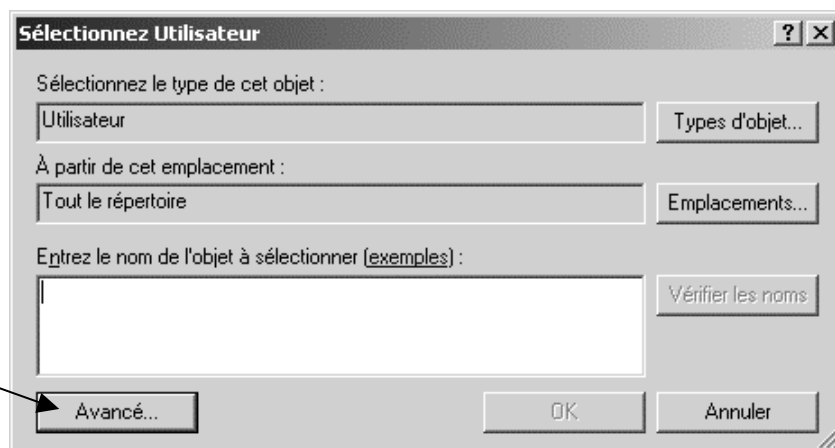 Sélectionnez Utilisateur
Sélectionnez le type de cet objet :
Utilisateur
Types d'objet...
À partir de cet emplacement :
Tout le répertoire
Emplacements...
Entrez le nom de l'objet à sélectionner (exemples) :
Vérifier les noms
Avancé...
OK
Annuler